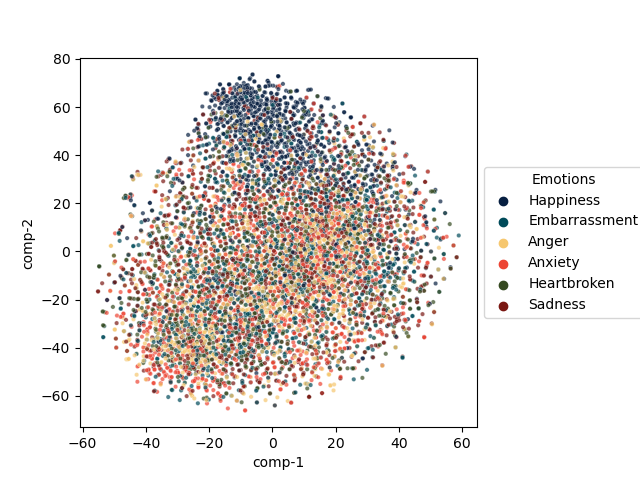 80
60
40
20
0
−20
−40
−60
comp-2
−60 −40 −20 0 20 40 60
comp-1
Emotions
Happiness
Embarrassment
Anger
Anxiety
Heartbroken
Sadness